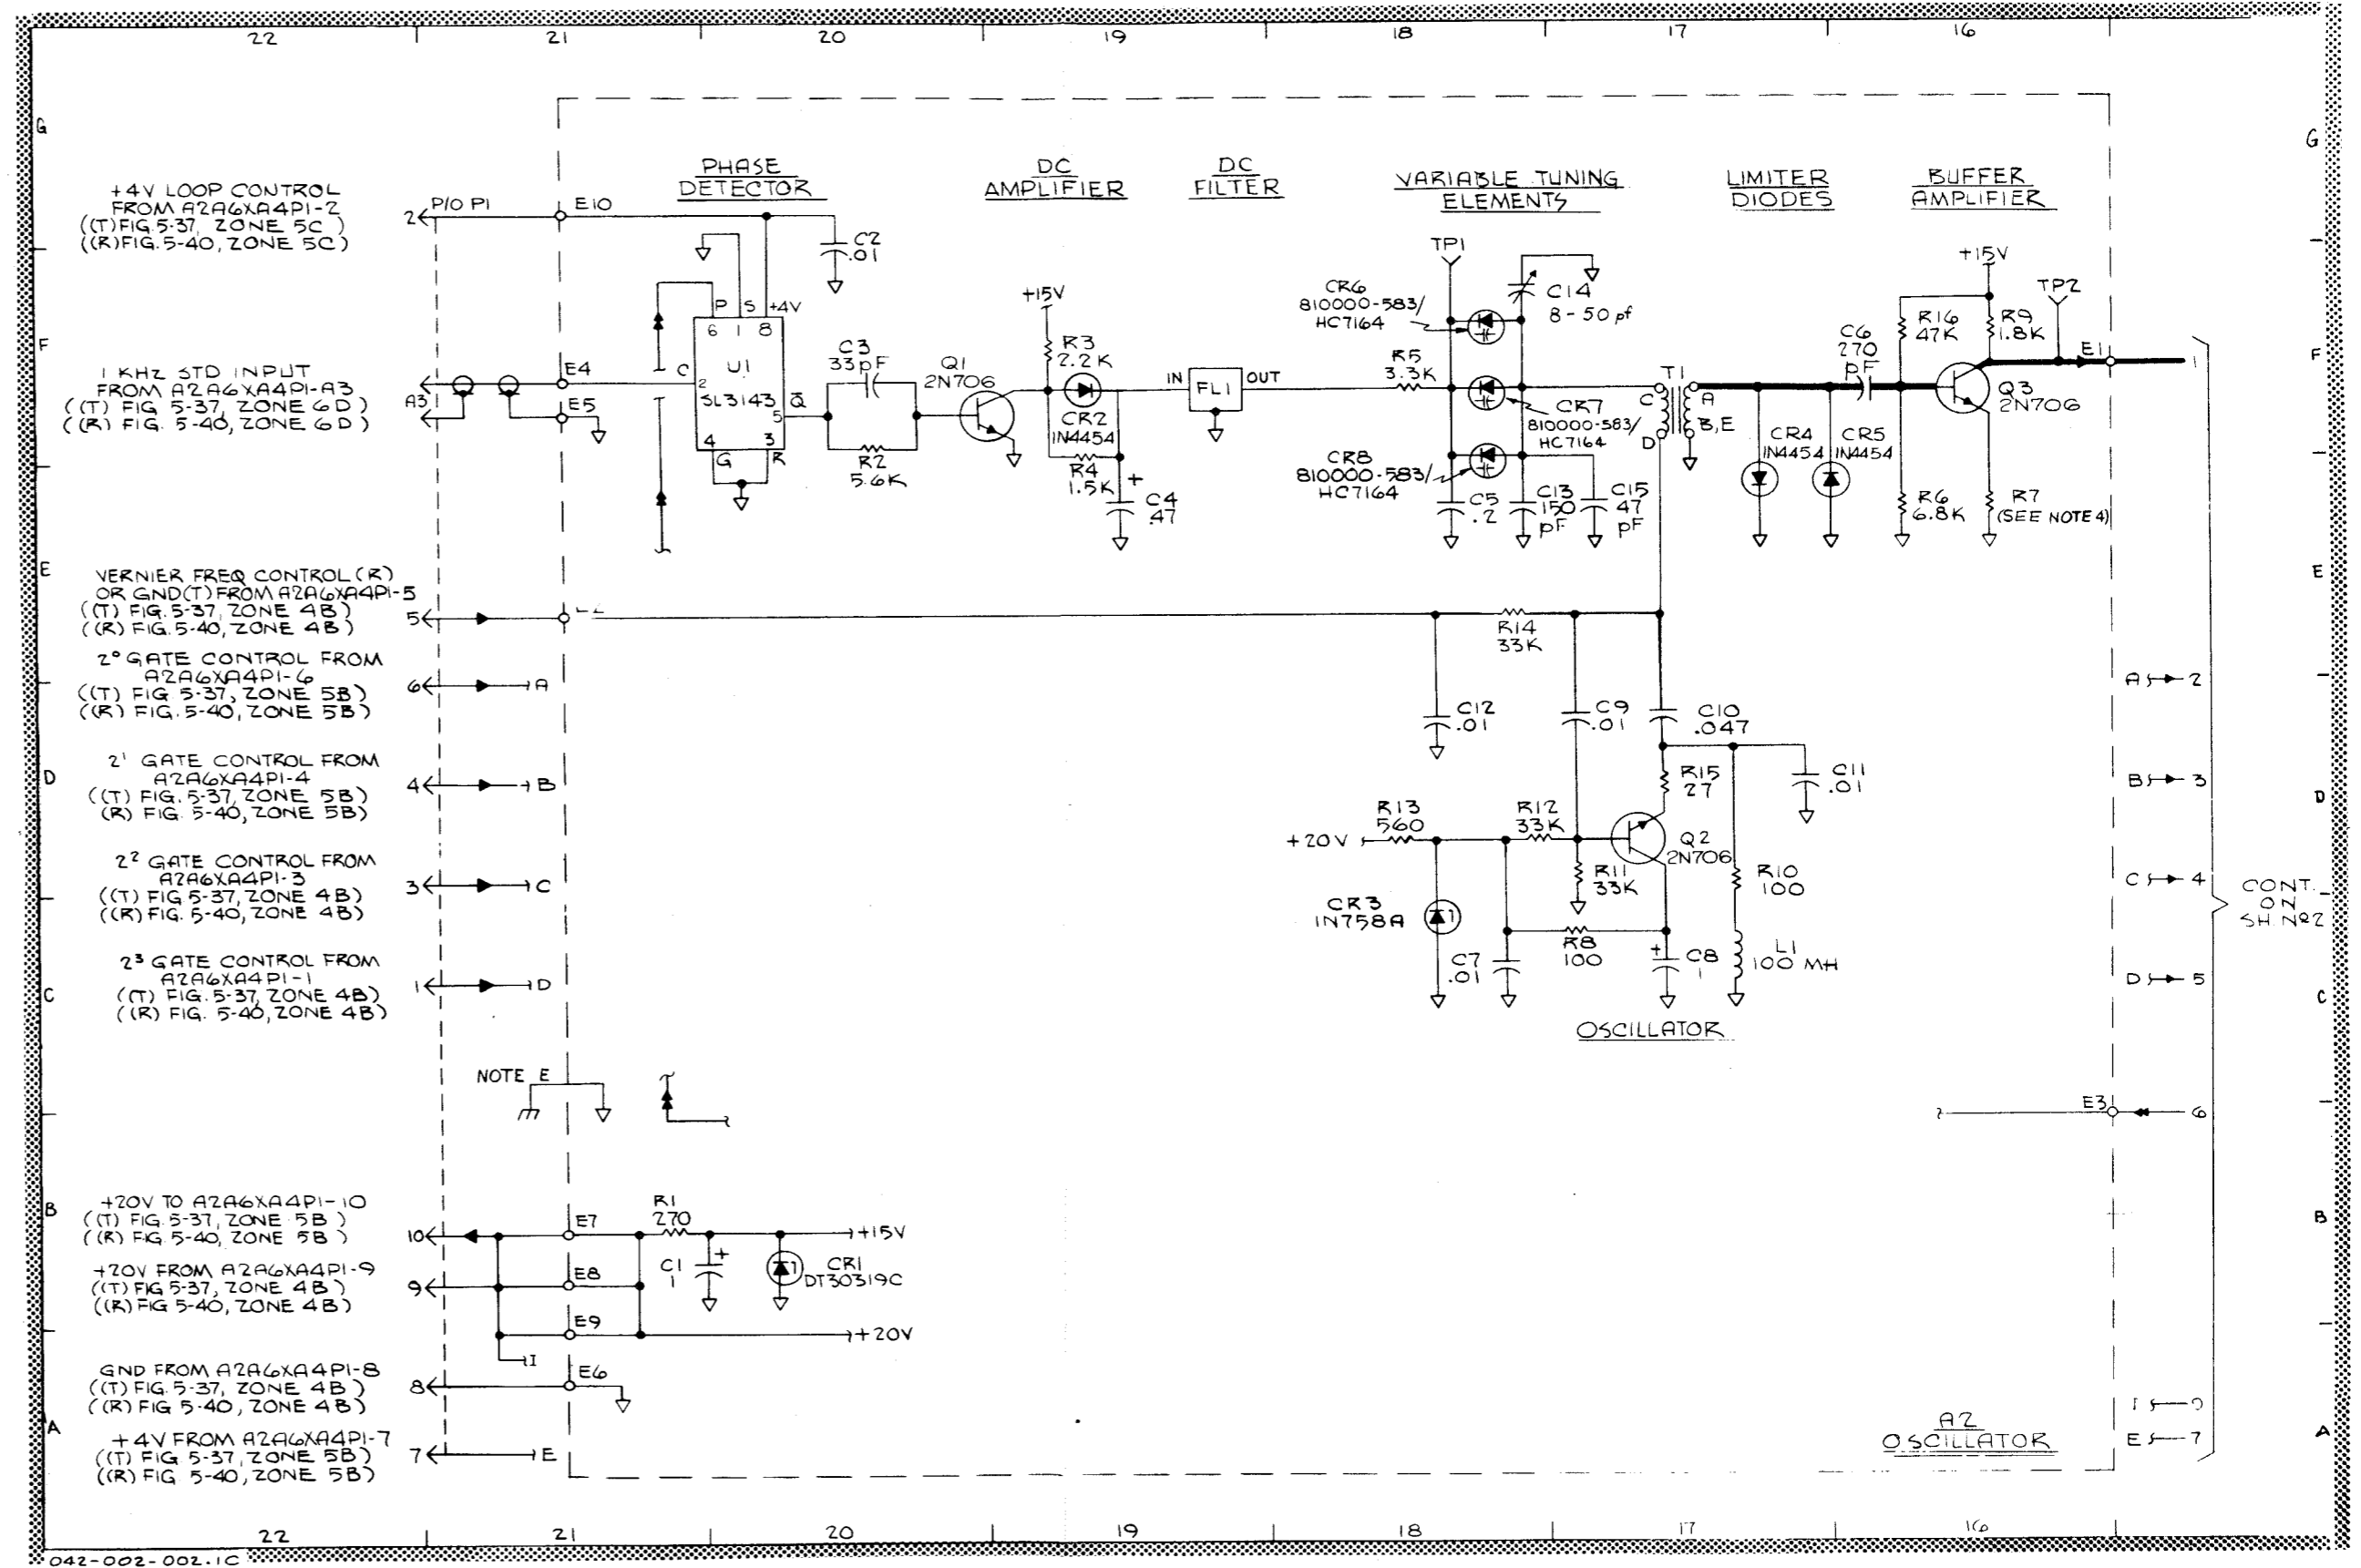 22 21 20 19 18 17 16
G
G
PHASE DETECTOR
DC AMPLIFIER
DC FILTER
VARIABLE TUNING ELEMENTS
LIMITER DIODES
BUFFER AMPLIFIER
+4V LOOP CONTROL
FROM A2A6XA4P1-2
((T) FIG.5-37, ZONE 5C)
((R) FIG.5-40, ZONE 5C)
2
P/O P1
E10
C2
.01
P S +4V
6 1 8
U1
SL3143
C
2
Q̅
5
4 3
G R
C3
33pF
R2
5.6K
Q1
2N706
+15V
R3
2.2K
CR2
1N4454
R4
1.5K
+
C4
.47
IN FL1 OUT
TP1
CR6
810000-583/
HC7164
C14
8-50 pf
R5
3.3K
CR7
810000-583/
HC7164
CR8
810000-583/
HC7164
C5
.2
C13
150
pF
C15
47
pF
T1
C
D
A
B,E
CR4
1N4454
CR5
1N4454
C6
270
pF
+15V
R16
47K
R9
1.8K
TP2
E1
1
Q3
2N706
R6
6.8K
R7
(SEE NOTE 4)
F
F
1 KHZ STD INPUT
FROM A2A6XA4P1-A3
((T) FIG 5-37, ZONE 6D)
((R) FIG. 5-40, ZONE 6D)
A3
E4
E5
E
E
VERNIER FREQ CONTROL (R)
OR GND(T) FROM A2A6XA4P1-5
((T) FIG. 5-37, ZONE 4B)
((R) FIG. 5-40, ZONE 4B)
5
R14
33K
2⁰ GATE CONTROL FROM
A2A6XA4P1-6
((T) FIG 5-37, ZONE 5B)
((R) FIG. 5-40, ZONE 5B)
6 A
C12
.01
C9
.01
C10
.047
A 2
D
D
2¹ GATE CONTROL FROM
A2A6XA4P1-4
((T) FIG. 5-37, ZONE 5B)
(R) FIG. 5-40, ZONE 5B)
4 B
R15
27
C11
.01
B 3
+20V
R13
560
R12
33K
Q2
2N706
R11
33K
R10
100
2² GATE CONTROL FROM
A2A6XA4P1-3
((T) FIG 5-37, ZONE 4B)
((R) FIG. 5-40, ZONE 4B)
3 C
CR3
1N758A
C7
.01
R8
100
+
C8
1
L1
100 MH
C 4
CONT.
ON
SH. Nº2
2³ GATE CONTROL FROM
A2A6XA4P1-1
((T) FIG. 5-37, ZONE 4B)
((R) FIG. 5-40, ZONE 4B)
1 D
D 5
C
C
OSCILLATOR
NOTE E
E3
6
B
B
+20V TO A2A6XA4P1-10
((T) FIG. 5-37, ZONE 5B)
((R) FIG. 5-40, ZONE 5B)
10
E7
R1
270
+15V
+
C1
1
CR1
DT30319C
+20V FROM A2A6XA4P1-9
((T) FIG 5-37, ZONE 4B)
((R) FIG 5-40, ZONE 4B)
9
E8
E9
+20V
I
GND FROM A2A6XA4P1-8
((T) FIG. 5-37, ZONE 4B)
((R) FIG 5-40, ZONE 4B)
8
E6
A
A
+4V FROM A2A6XA4P1-7
((T) FIG 5-37, ZONE 5B)
((R) FIG 5-40, ZONE 5B)
7 E
I
E 7
A2
OSCILLATOR
22 21 20 19 18 17 16
042-002-002.1C